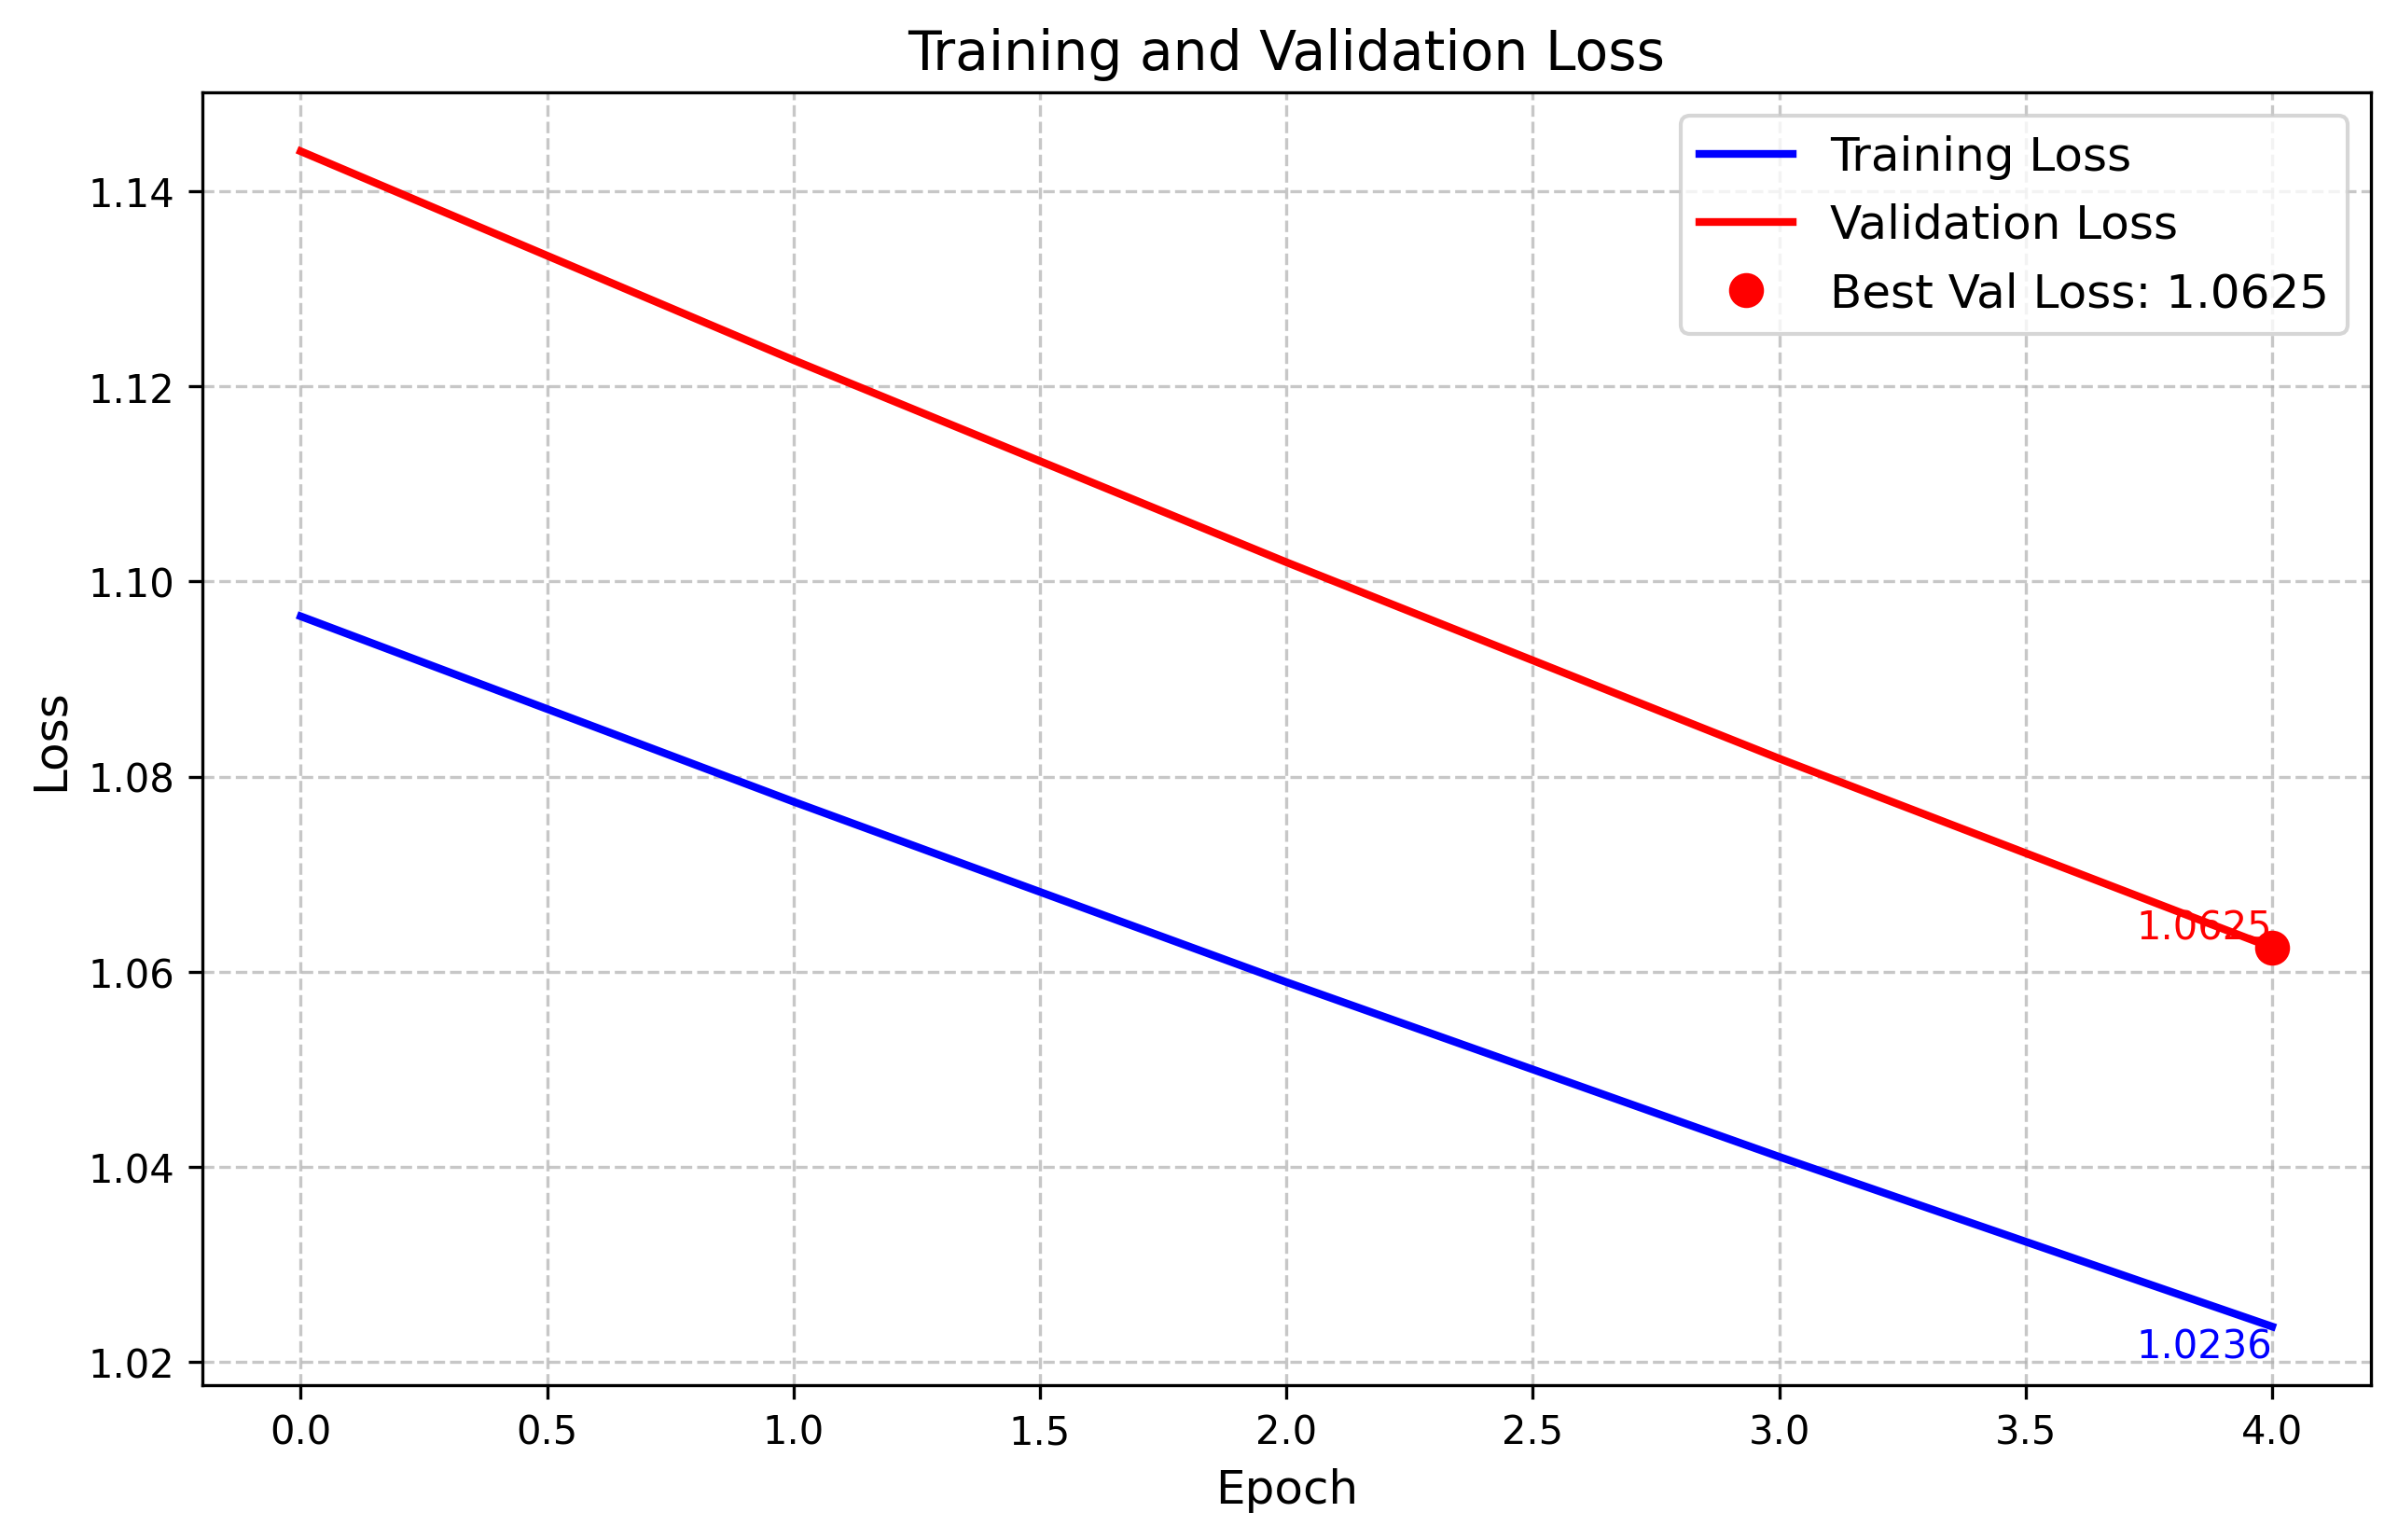 Training and Validation Loss
Training Loss
Validation Loss
Best Val Loss: 1.0625
Loss
1.14
1.12
1.10
1.08
1.06
1.04
1.02
1.0625
1.0236
0.0 0.5 1.0 1.5 2.0 2.5 3.0 3.5 4.0
Epoch